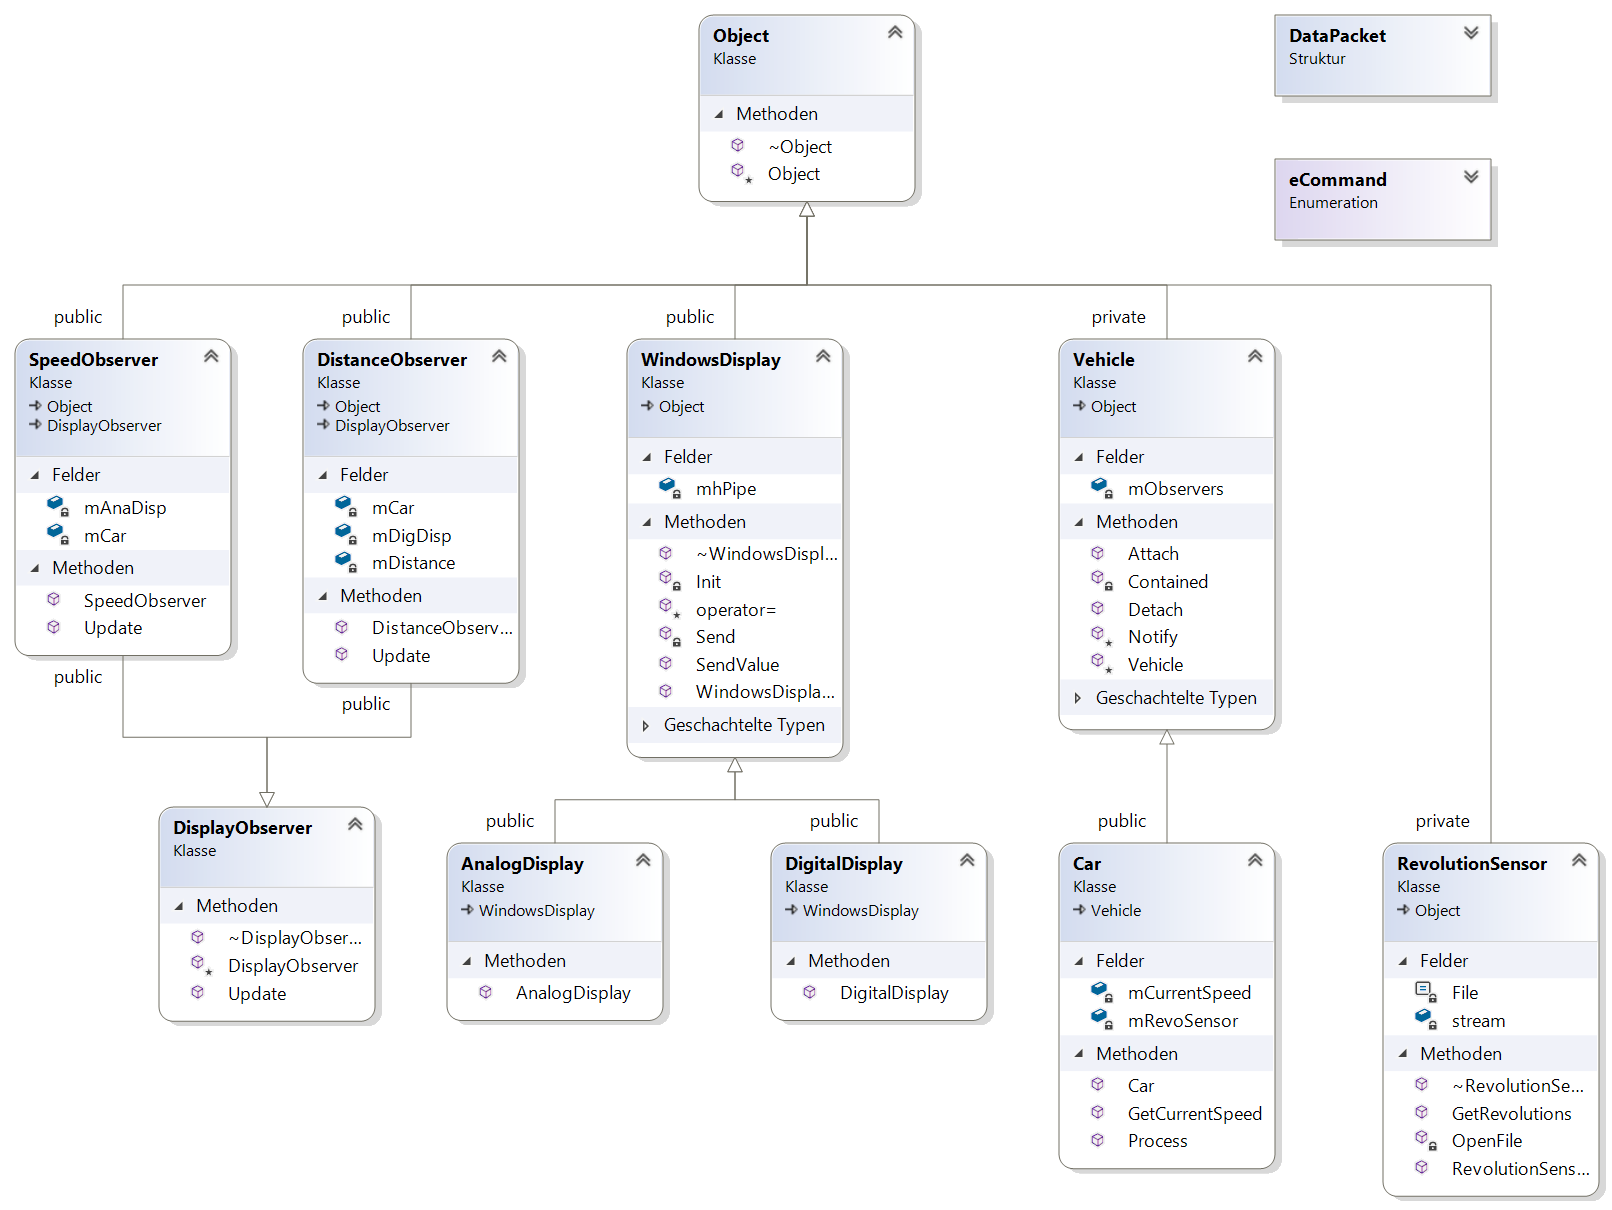 Object
Klasse
Methoden
~Object
Object
DataPacket
Struktur
eCommand
Enumeration
public
public
public
private
SpeedObserver
Klasse
Object
DisplayObserver
Felder
mAnaDisp
mCar
Methoden
SpeedObserver
Update
public
DistanceObserver
Klasse
Object
DisplayObserver
Felder
mCar
mDigDisp
mDistance
Methoden
DistanceObserv...
Update
public
WindowsDisplay
Klasse
Object
Felder
mhPipe
Methoden
~WindowsDispl...
Init
operator=
Send
SendValue
WindowsDispla...
Geschachtelte Typen
Vehicle
Klasse
Object
Felder
mObservers
Methoden
Attach
Contained
Detach
Notify
Vehicle
Geschachtelte Typen
public
public
public
private
DisplayObserver
Klasse
Methoden
~DisplayObser...
DisplayObserver
Update
AnalogDisplay
Klasse
WindowsDisplay
Methoden
AnalogDisplay
DigitalDisplay
Klasse
WindowsDisplay
Methoden
DigitalDisplay
Car
Klasse
Vehicle
Felder
mCurrentSpeed
mRevoSensor
Methoden
Car
GetCurrentSpeed
Process
RevolutionSensor
Klasse
Object
Felder
File
stream
Methoden
~RevolutionSe...
GetRevolutions
OpenFile
RevolutionSens...